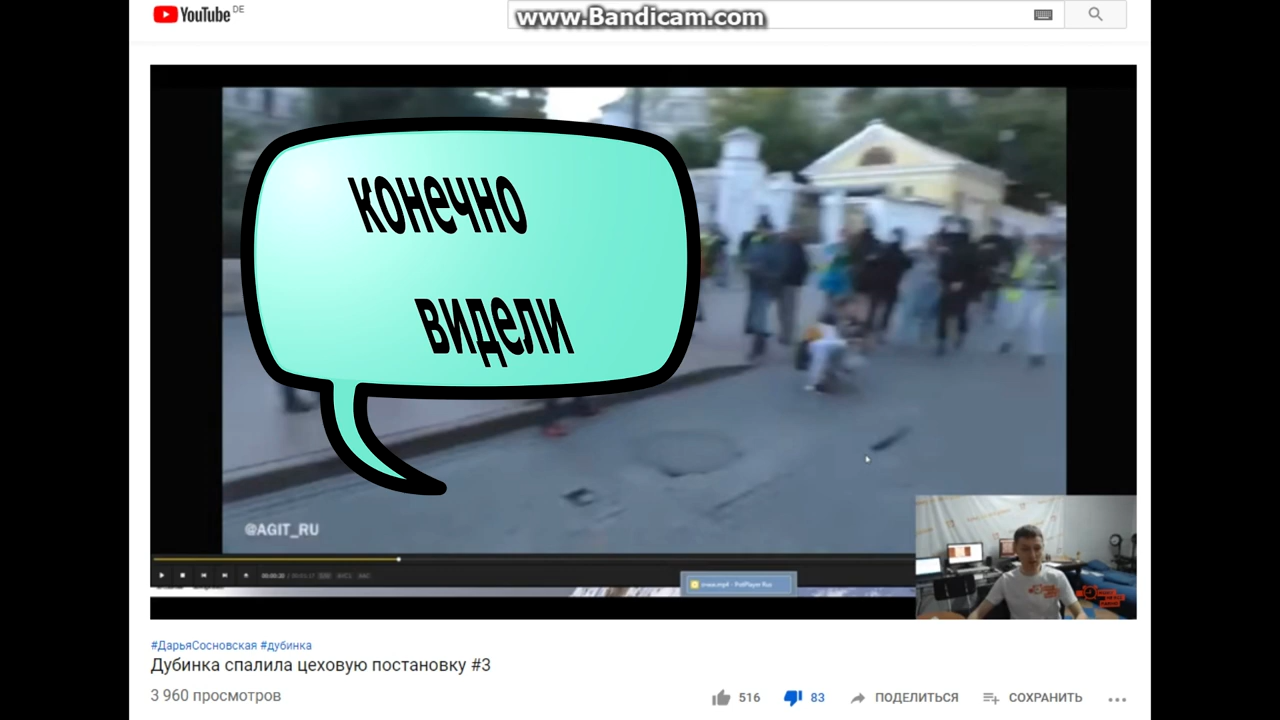 YouTube DE
www.Bandicam.com
конечно
видели
@AGIT_RU
#ДарьяСосновская #дубинка
Дубинка спалила цеховую постановку #3
3 960 просмотров
516
83
ПОДЕЛИТЬСЯ
СОХРАНИТЬ